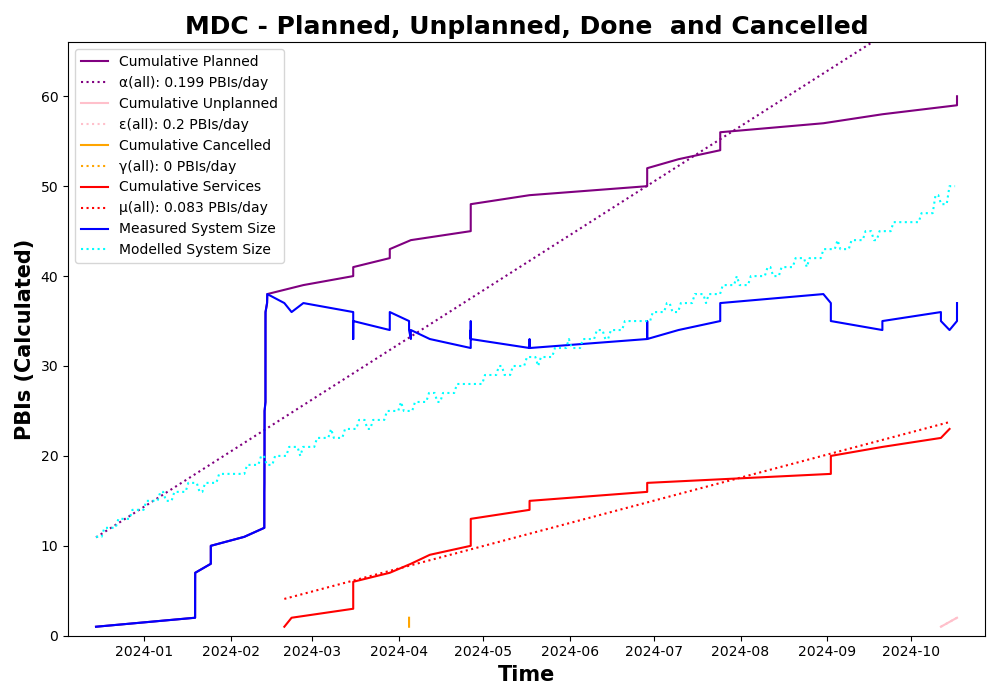 MDC - Planned, Unplanned, Done  and Cancelled
Cumulative Planned
α(all): 0.199 PBIs/day
Cumulative Unplanned
ε(all): 0.2 PBIs/day
Cumulative Cancelled
γ(all): 0 PBIs/day
Cumulative Services
μ(all): 0.083 PBIs/day
Measured System Size
Modelled System Size
PBIs (Calculated)
60
50
40
30
20
10
0
2024-01 2024-02 2024-03 2024-04 2024-05 2024-06 2024-07 2024-08 2024-09 2024-10
Time